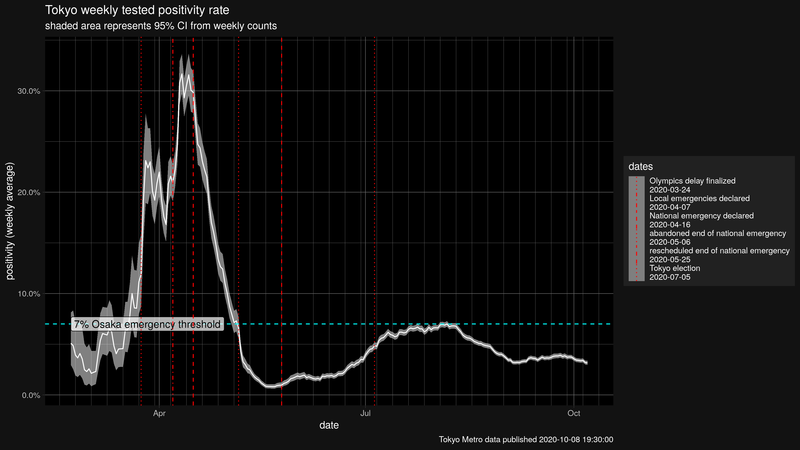 Tokyo weekly tested positivity rate
shaded area represents 95% CI from weekly counts
positivity (weekly average)
30.0%
20.0%
10.0%
0.0%
7% Osaka emergency threshold
Apr
Jul
Oct
date
dates
Olympics delay finalized
2020-03-24
Local emergencies declared
2020-04-07
National emergency declared
2020-04-16
abandoned end of national emergency
2020-05-06
rescheduled end of national emergency
2020-05-25
Tokyo election
2020-07-05
Tokyo Metro data published 2020-10-08 19:30:00